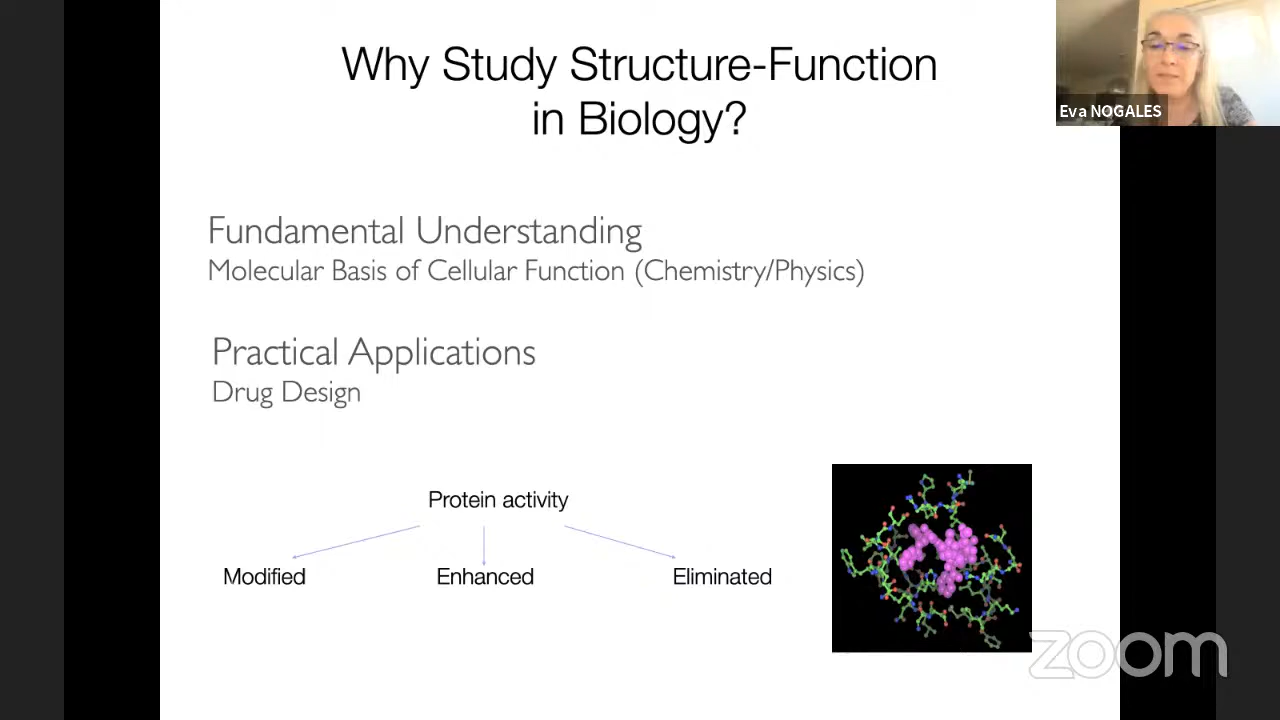 Why Study Structure-Function
in Biology?
Eva NOGALES
Fundamental Understanding
Molecular Basis of Cellular Function (Chemistry/Physics)
Practical Applications
Drug Design
Protein activity
Modified
Enhanced
Eliminated
zoom